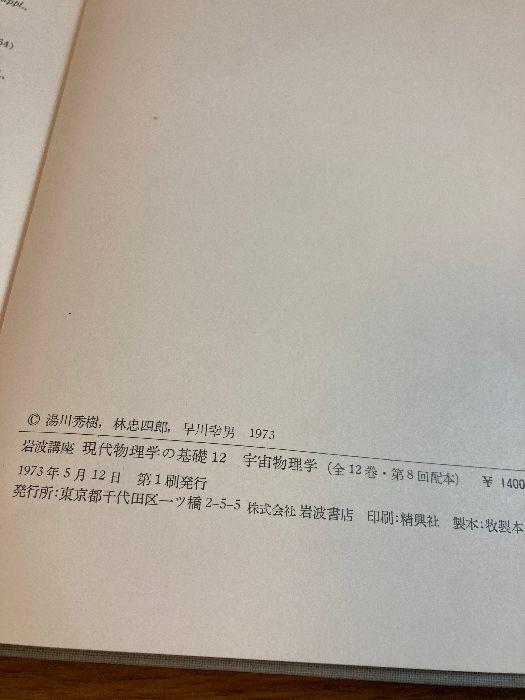 appl.,
64)
© 湯川秀樹, 林忠四郎, 早川幸男 1973
岩波講座 現代物理学の基礎 12 宇宙物理学 (全12巻・第8回配本) ¥ 1400
1973年5月12日 第1刷発行
発行所:東京都千代田区一ツ橋 2-5-5 株式会社 岩波書店 印刷:精興社 製本:牧製本